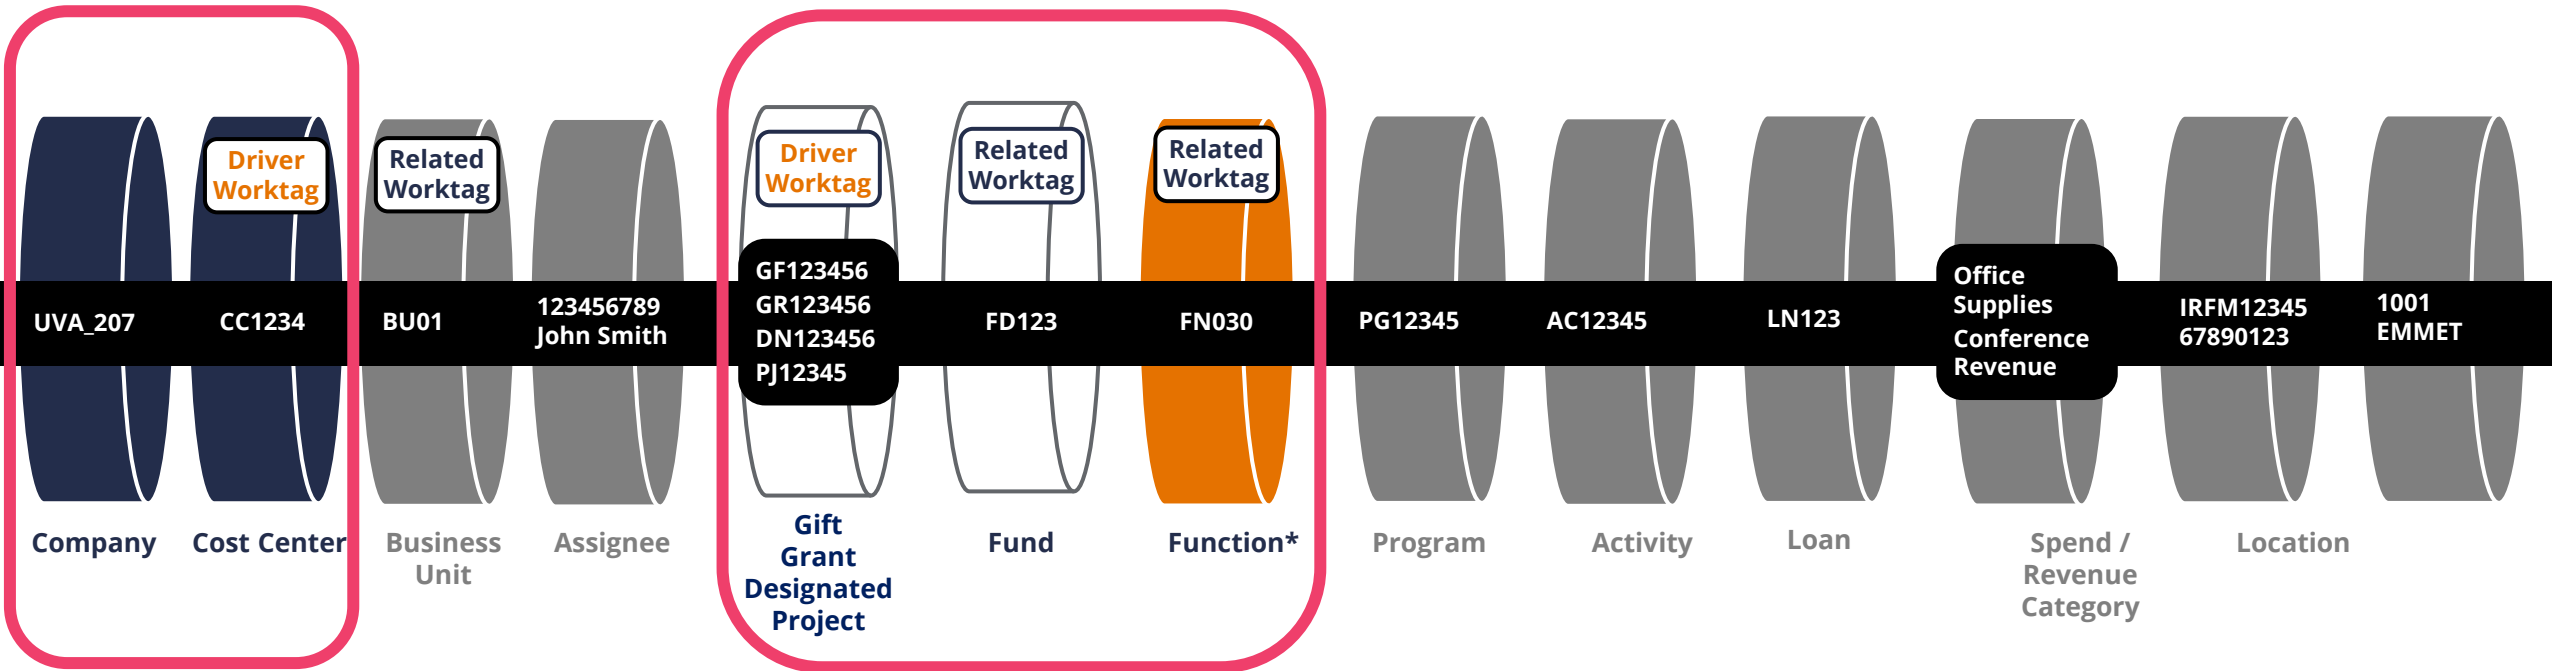 Driver
Worktag
Related
Worktag
Driver
Worktag
Related
Worktag
Related
Worktag
UVA_207
CC1234
BU01
123456789
John Smith
GF123456
GR123456
DN123456
PJ12345
FD123
FN030
PG12345
AC12345
LN123
Office
Supplies
Conference
Revenue
IRFM12345
67890123
1001
EMMET
Company
Cost Center
Business
Unit
Assignee
Gift
Grant
Designated
Project
Fund
Function*
Program
Activity
Loan
Spend /
Revenue
Category
Location